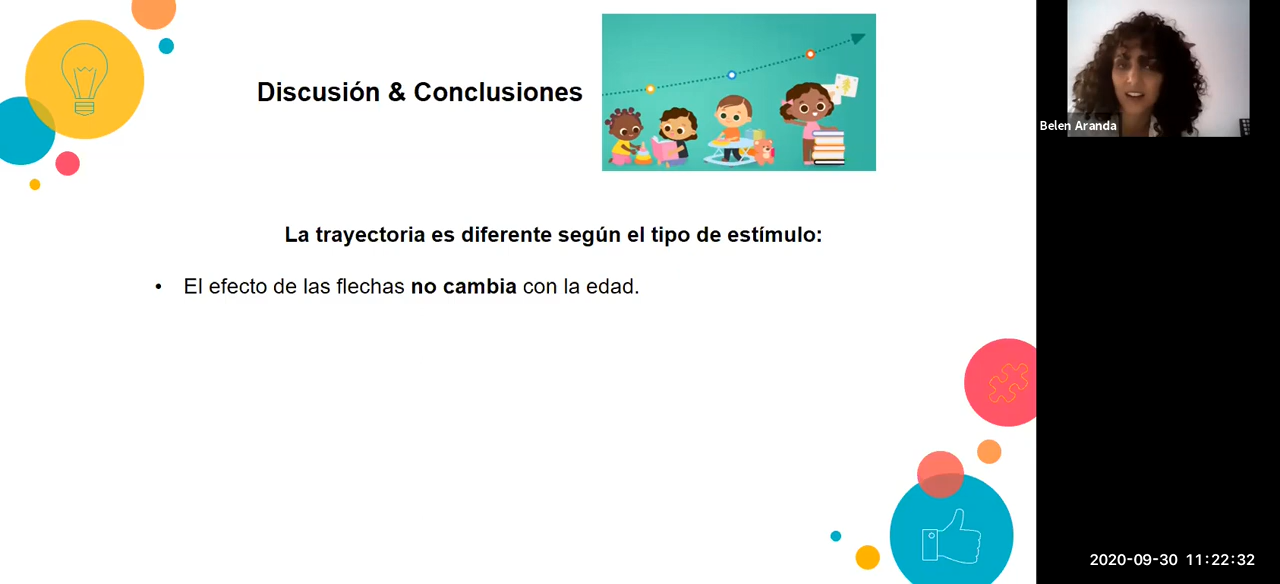 Discusión & Conclusiones
Belen Aranda
La trayectoria es diferente según el tipo de estímulo:
• El efecto de las flechas no cambia con la edad.
2020-09-30 11:22:32